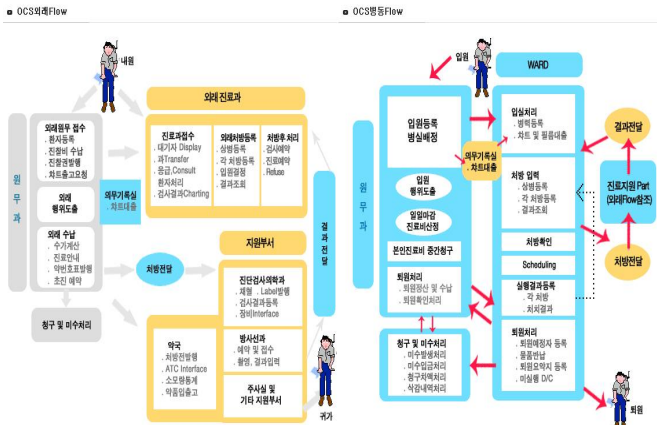 OCS외래Flow
내원
원무과
외래원무 접수
. 환자등록
. 진찰비 수납
. 진찰권발행
. 차트출고요청
외래
행위도출
외래 수납
. 수기계산
. 진료안내
. 약번호표발행
. 초진 예약
청구 및 미수처리
의무기록실
. 차트대출
처방전달
외래 진료과
진료과접수
. 대기자 Display
. 과Transfer
. 응급,Consult
환자처리
. 검사결과Charting
외래처방등록
. 상병등록
. 각 처방등록
. 입원결정
. 결과조회
처방후 처리
. 검사예약
. 진료예약
. Refuse
지원부서
진단검사의학과
. 채혈 . Label발행
. 검사결과등록
. 장비Interface
방사선과
. 예약 및 접수
. 촬영, 결과입력
주사실 및
기타 지원부서
약국
. 처방전발행
. ATC Interface
. 소모량통계
. 약품입출고
결과전달
귀가
OCS병동Flow
입원
원무과
입원등록
병실배정
입원
행위도출
일일마감
진료비산정
본인진료비 중간청구
퇴원처리
. 퇴원정산 및 수납
. 퇴원확인처리
청구 및 미수처리
. 미수발생처리
. 미수입금처리
. 청구차액처리
. 삭감내역처리
의무기록실
. 차트대출
WARD
입실처리
. 병력등록
. 차트 및 필름대출
처방 입력
. 상병등록
. 각 처방등록
. 결과조회
처방확인
Scheduling
실행결과등록
. 각 처방
. 처치결과
퇴원처리
. 퇴원예정자 등록
. 물품반납
. 퇴원요약지 등록
. 미실행 D/C
결과전달
진료지원 Part
(외래Flow참조)
처방전달
퇴원